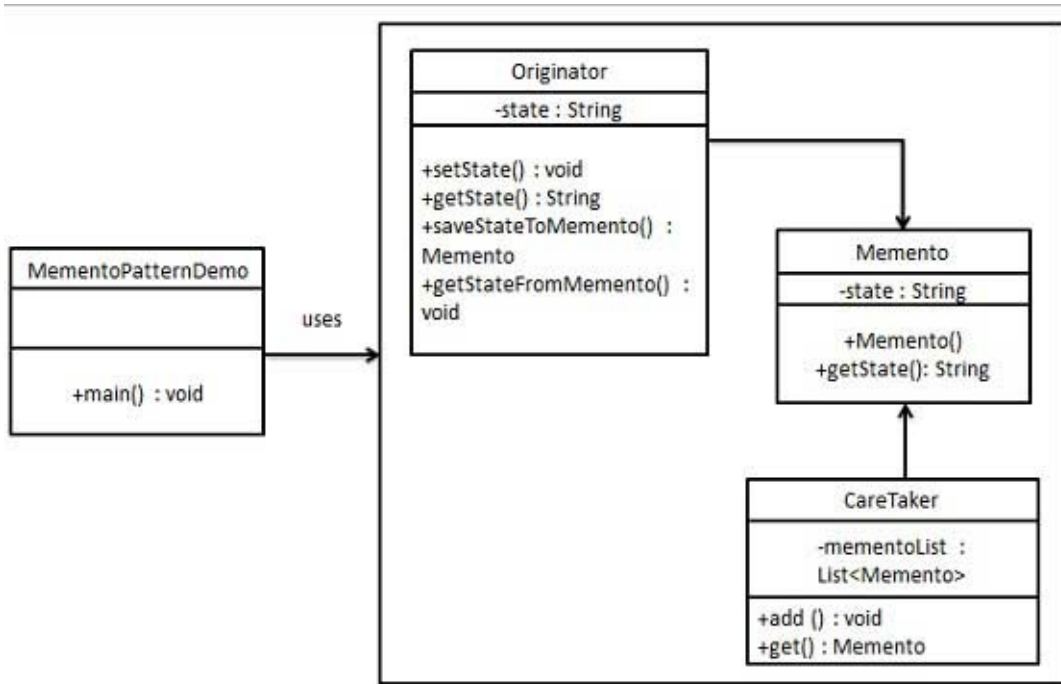 Originator
-state : String
+setState() : void
+getState() : String
+saveStateToMemento() :
Memento
+getStateFromMemento() :
void
MementoPatternDemo
+main() : void
uses
Memento
-state : String
+Memento()
+getState(): String
CareTaker
-mementoList :
List<Memento>
+add () : void
+get() : Memento